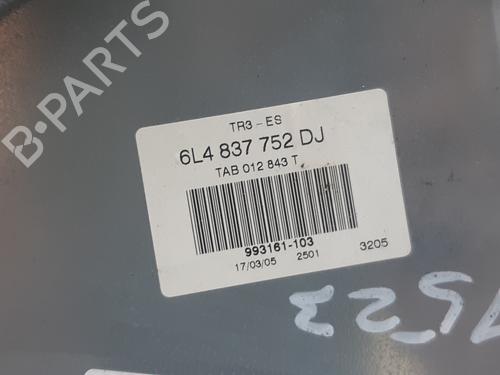 B-PARTS
TR3-ES
6L4 837 752 DJ
TAB 012 843 T
993161-103
17/03/05 2501 3205